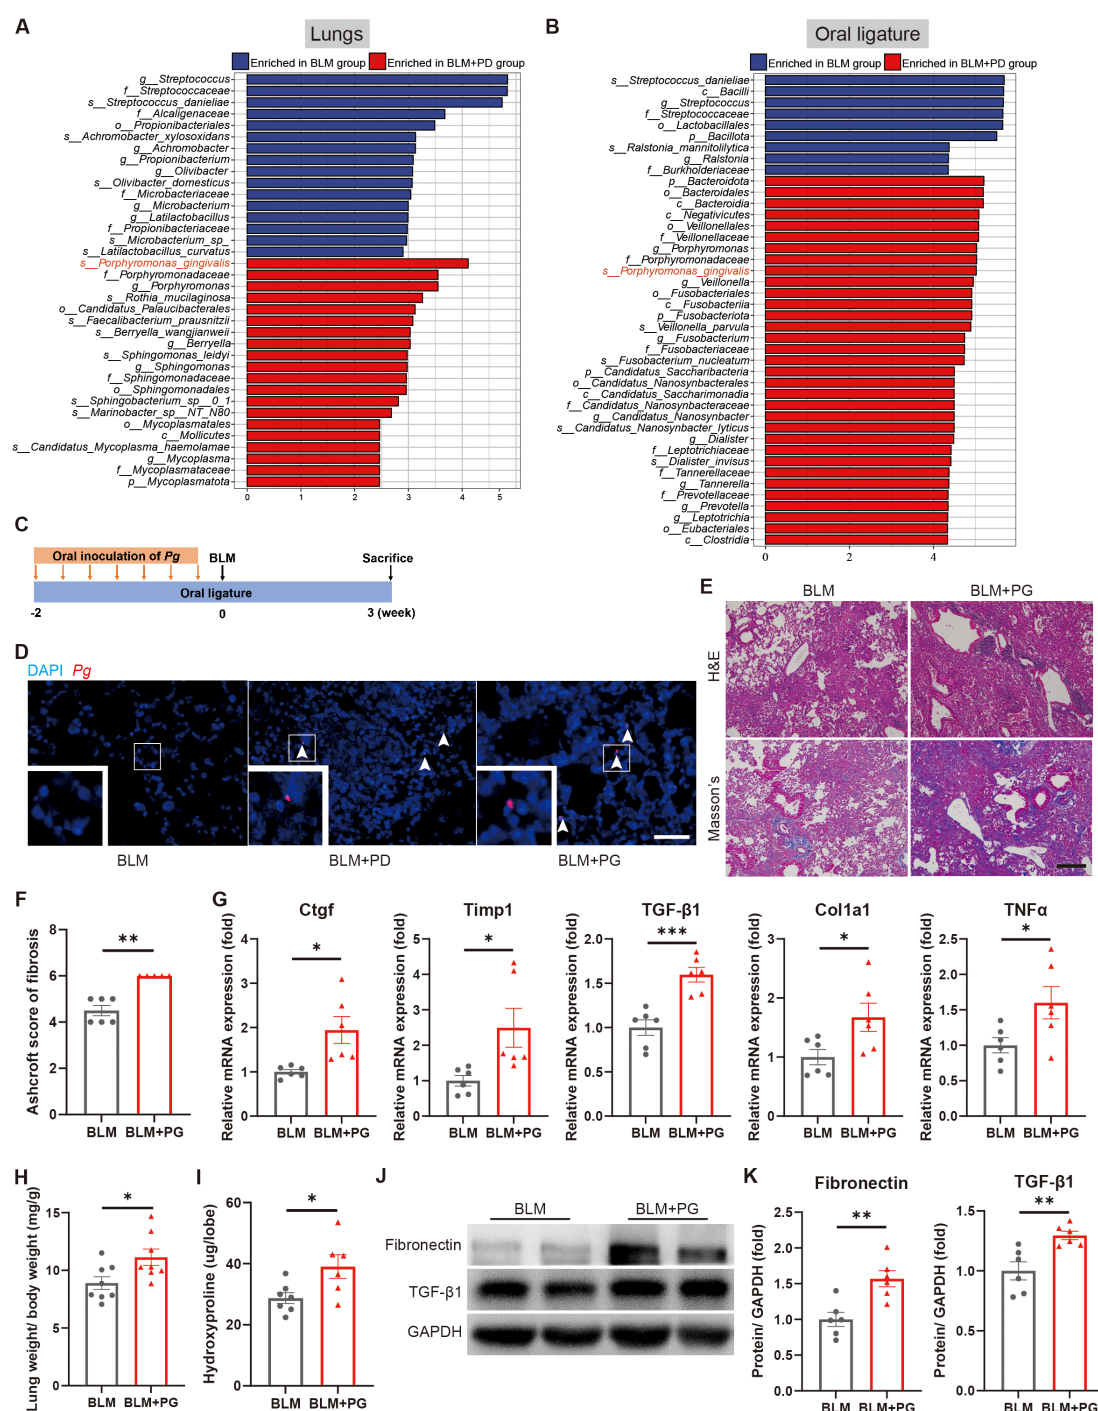 A
Lungs
Enriched in BLM group Enriched in BLM+PD group
g__Streptococcus
f__Streptococcaceae
s__Streptococcus_danieliae
f__Alcaligenaceae
o__Propionibacteriales
s__Achromobacter_xylosoxidans
g__Achromobacter
g__Propionibacterium
g__Olivibacter
s__Olivibacter_domesticus
f__Microbacteriaceae
g__Microbacterium
g__Latilactobacillus
f__Propionibacteriaceae
s__Microbacterium_sp_
s__Latilactobacillus_curvatus
s__Porphyromonas_gingivalis
f__Porphyromonadaceae
g__Porphyromonas
s__Rothia_mucilaginosa
o__Candidatus_Palaucibacterales
s__Faecalibacterium_prausnitzii
s__Berryella_wangjianweii
g__Berryella
s__Sphingomonas_leidyi
g__Sphingomonas
f__Sphingomonadaceae
o__Sphingomonadales
s__Sphingobacterium_sp__0_1
s__Marinobacter_sp__NT_N80
o__Mycoplasmatales
c__Mollicutes
s__Candidatus_Mycoplasma_haemolamae
g__Mycoplasma
f__Mycoplasmataceae
p__Mycoplasmatota
0 1 2 3 4 5
B
Oral ligature
Enriched in BLM group Enriched in BLM+PD group
s__Streptococcus_danieliae
c__Bacilli
g__Streptococcus
f__Streptococcaceae
o__Lactobacillales
p__Bacillota
s__Ralstonia_mannitolilytica
g__Ralstonia
f__Burkholderiaceae
p__Bacteroidota
o__Bacteroidales
c__Bacteroidia
c__Negativicutes
o__Veillonellales
f__Veillonellaceae
g__Porphyromonas
f__Porphyromonadaceae
s__Porphyromonas_gingivalis
g__Veillonella
o__Fusobacteriales
c__Fusobacteriia
p__Fusobacteriota
s__Veillonella_parvula
g__Fusobacterium
f__Fusobacteriaceae
s__Fusobacterium_nucleatum
p__Candidatus_Saccharibacteria
o__Candidatus_Nanosynbacterales
c__Candidatus_Saccharimonadia
f__Candidatus_Nanosynbacteraceae
g__Candidatus_Nanosynbacter
s__Candidatus_Nanosynbacter_lyticus
g__Dialister
f__Leptotrichiaceae
s__Dialister_invisus
f__Tannerellaceae
g__Tannerella
f__Prevotellaceae
g__Prevotella
g__Leptotrichia
o__Eubacteriales
c__Clostridia
0 2 4
C
Oral inoculation of Pg BLM Sacrifice
Oral ligature
-2 0 3 (week)
D
DAPI Pg
BLM BLM+PD BLM+PG
E
BLM BLM+PG
H&E
Masson's
F
Ashcroft score of fibrosis
8
6
4
2
0
**
BLM BLM+PG
G
Ctgf
Relative mRNA expression (fold)
4
3
2
1
0
*
BLM BLM+PG
Timp1
Relative mRNA expression (fold)
5
4
3
2
1
0
*
BLM BLM+PG
TGF-β1
Relative mRNA expression (fold)
2.0
1.5
1.0
0.5
0.0
***
BLM BLM+PG
Col1a1
Relative mRNA expression (fold)
3
2
1
0
*
BLM BLM+PG
TNFα
Relative mRNA expression (fold)
2.5
2.0
1.5
1.0
0.5
0.0
*
BLM BLM+PG
H
Lung weight/ body weight (mg/g)
15
10
5
0
*
BLM BLM+PG
I
Hydroxyproline (ug/lobe)
60
40
20
0
*
BLM BLM+PG
J
BLM BLM+PG
Fibronectin
TGF-β1
GAPDH
K
Fibronectin
Protein/ GAPDH (fold)
2.5
2.0
1.5
1.0
0.5
0.0
**
BLM BLM+PG
TGF-β1
Protein/ GAPDH (fold)
1.5
1.0
0.5
0.0
**
BLM BLM+PG